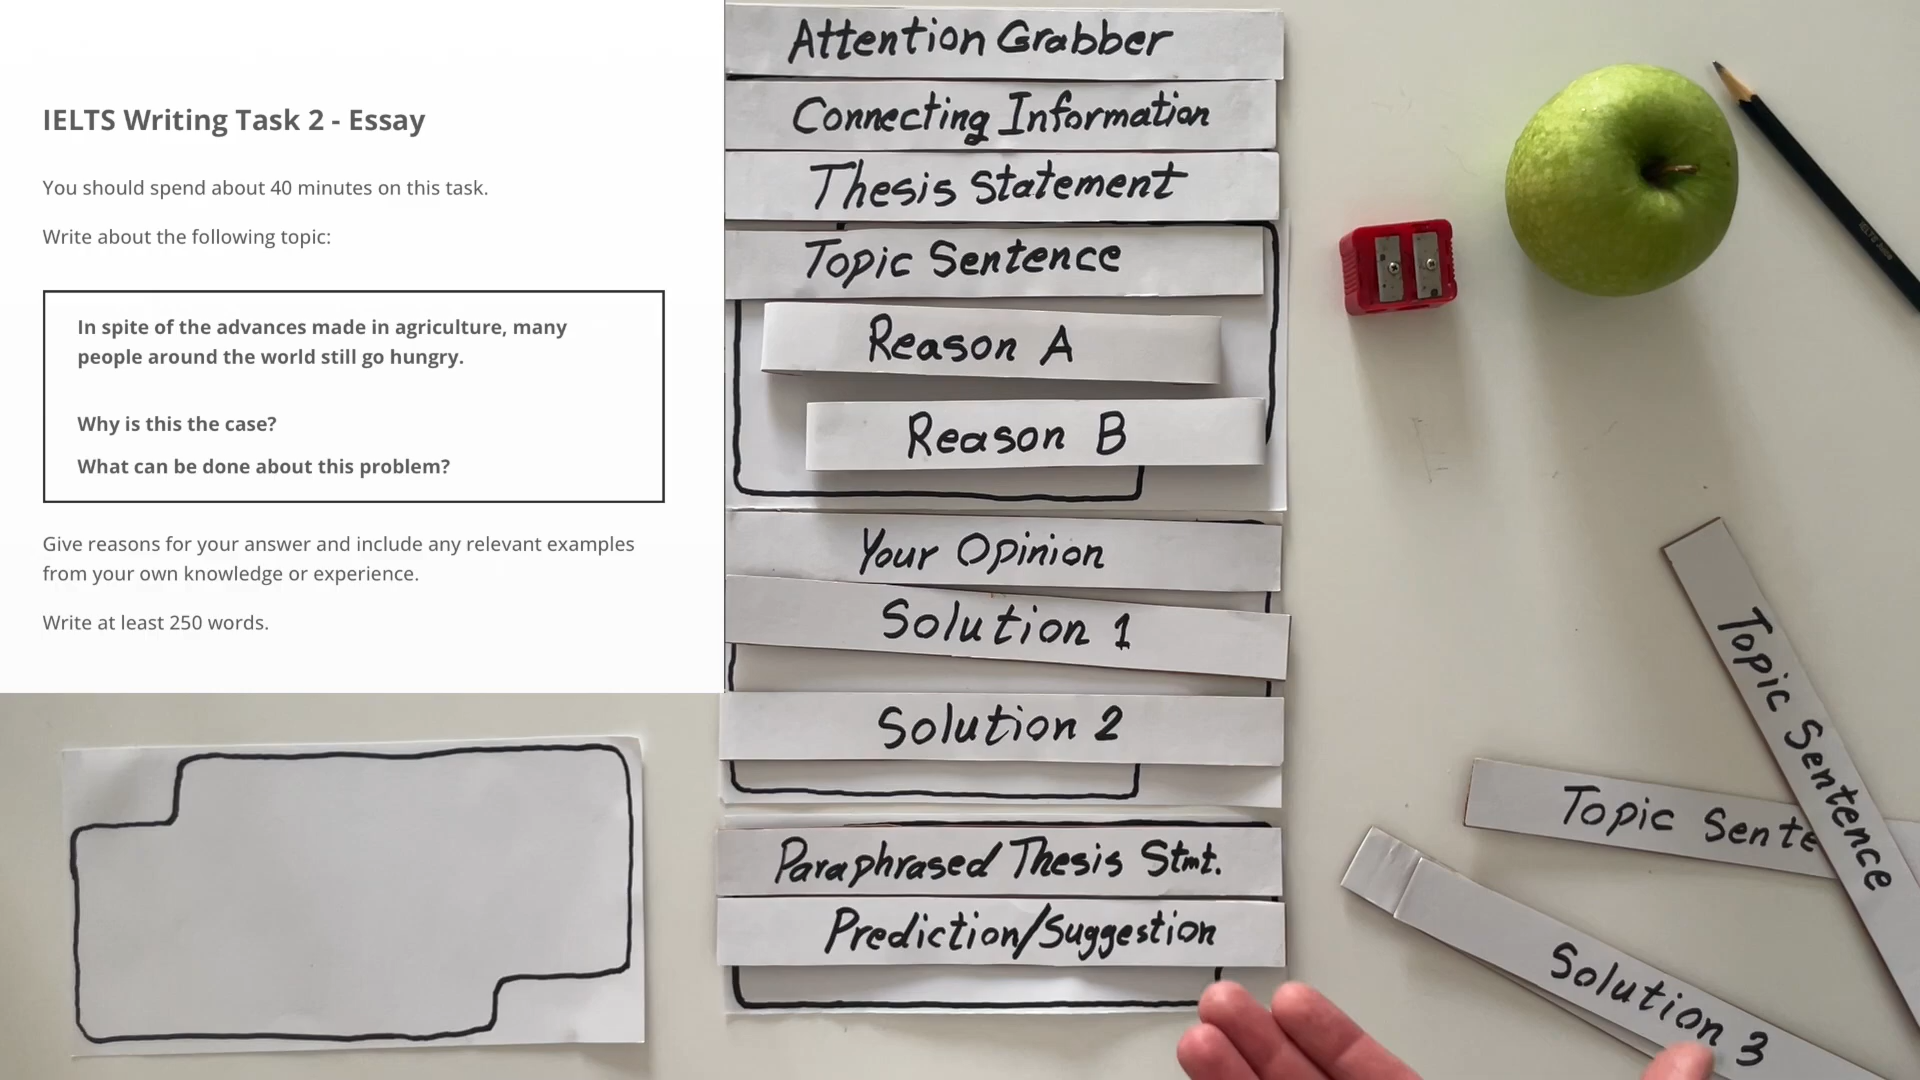 IELTS Writing Task 2 - Essay
You should spend about 40 minutes on this task.
Write about the following topic:
In spite of the advances made in agriculture, many
people around the world still go hungry.
Why is this the case?
What can be done about this problem?
Give reasons for your answer and include any relevant examples
from your own knowledge or experience.
Write at least 250 words.
Attention Grabber
Connecting Information
Thesis Statement
Topic Sentence
Reason A
Reason B
Your Opinion
Solution 1
Solution 2
Paraphrased Thesis Stmt.
Prediction/Suggestion
Topic Sentence
Topic Sente
Solution 3